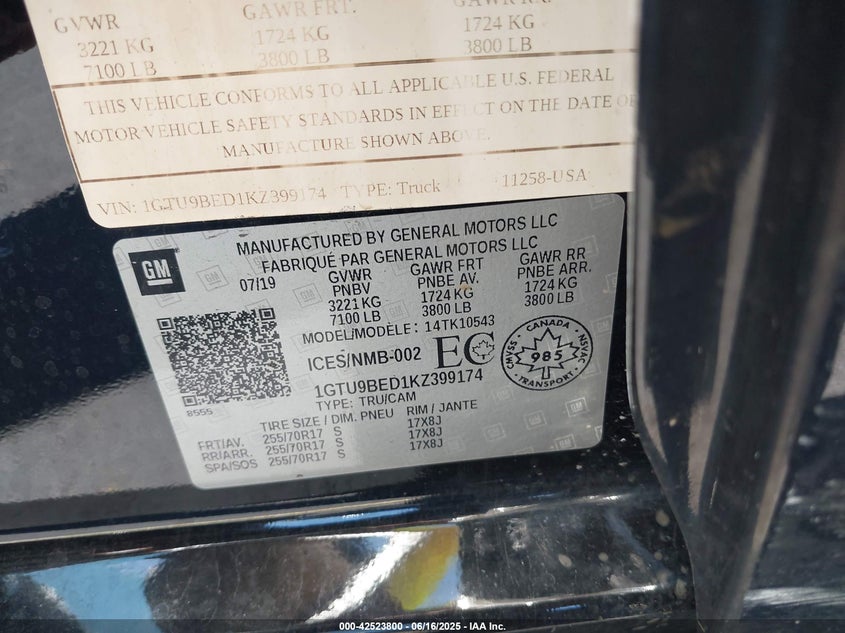 GVWR GAWR FRT. GAWR RR.
3221 KG 1724 KG 1724 KG
7100 LB 3800 LB 3800 LB
THIS VEHICLE CONFORMS TO ALL APPLICABLE U.S. FEDERAL
MOTOR VEHICLE SAFETY STANDARDS IN EFFECT ON THE DATE OF
MANUFACTURE SHOWN ABOVE.
VIN: 1GTU9BED1KZ399174 TYPE: Truck 11258-USA
GM
MANUFACTURED BY GENERAL MOTORS LLC
FABRIQUÉ PAR GENERAL MOTORS LLC
07/19 GVWR GAWR FRT GAWR RR
PNBV PNBE AV. PNBE ARR.
3221 KG 1724 KG 1724 KG
7100 LB 3800 LB 3800 LB
MODEL/MODÈLE: 14TK10543
ICES/NMB-002 EC
CANADA
CMVSS 985 NSVAC
TRANSPORT
1GTU9BED1KZ399174
TYPE: TRU/CAM
8555
TIRE SIZE / DIM. PNEU RIM / JANTE
FRT/AV. 255/70R17 S 17X8J
RR/ARR. 255/70R17 S 17X8J
SPA/SOS 255/70R17 S 17X8J
000-42523800 - 06/16/2025 - IAA Inc.